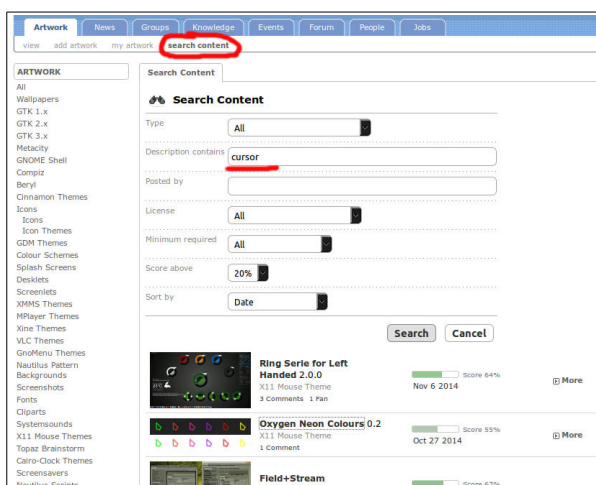 Artwork News Groups Knowledge Events Forum People Jobs
view add artwork my artwork search content
ARTWORK
All
Wallpapers
GTK 1.x
GTK 2.x
GTK 3.x
Metacity
GNOME Shell
Compiz
Beryl
Cinnamon Themes
Icons
Icons
Icon Themes
GDM Themes
Colour Schemes
Splash Screens
Desklets
Screenlets
XMMS Themes
MPlayer Themes
Xine Themes
VLC Themes
GnoMenu Themes
Nautilus Pattern
Backgrounds
Screenshots
Fonts
Cliparts
Systemsounds
X11 Mouse Themes
Topaz Brainstorm
Cairo-Clock Themes
Screensavers
Nautilus Scripts
Search Content
Search Content
Type All
Description contains cursor
Posted by
License All
Minimum required All
Score above 20%
Sort by Date
Search Cancel
Ring Serie for Left
Handed 2.0.0
X11 Mouse Theme
3 Comments 1 Fan
Score 64%
Nov 6 2014
More
Oxygen Neon Colours 0.2
X11 Mouse Theme
1 Comment
Score 55%
Oct 27 2014
More
Field+Stream
Score 62%